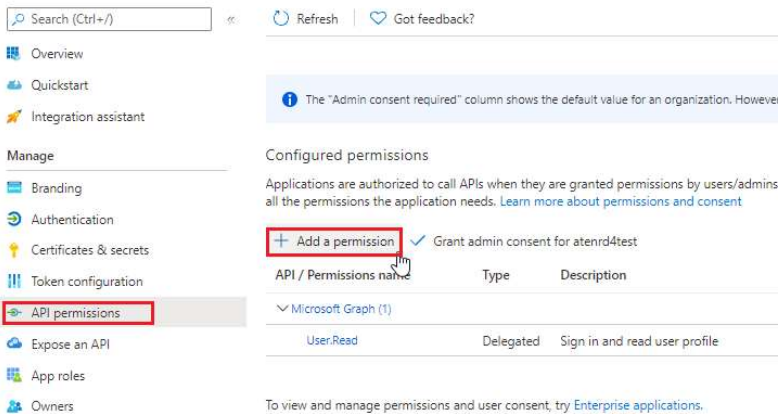 Search (Ctrl+/)
«
Overview
Quickstart
Integration assistant
Manage
Branding
Authentication
Certificates & secrets
Token configuration
API permissions
Expose an API
App roles
Owners
Refresh
Got feedback?
The "Admin consent required" column shows the default value for an organization. However
Configured permissions
Applications are authorized to call APIs when they are granted permissions by users/admins
all the permissions the application needs. Learn more about permissions and consent
+ Add a permission ✓ Grant admin consent for atenrd4test
API / Permissions name Type Description
Microsoft Graph (1)
User.Read Delegated Sign in and read user profile
To view and manage permissions and user consent, try Enterprise applications.